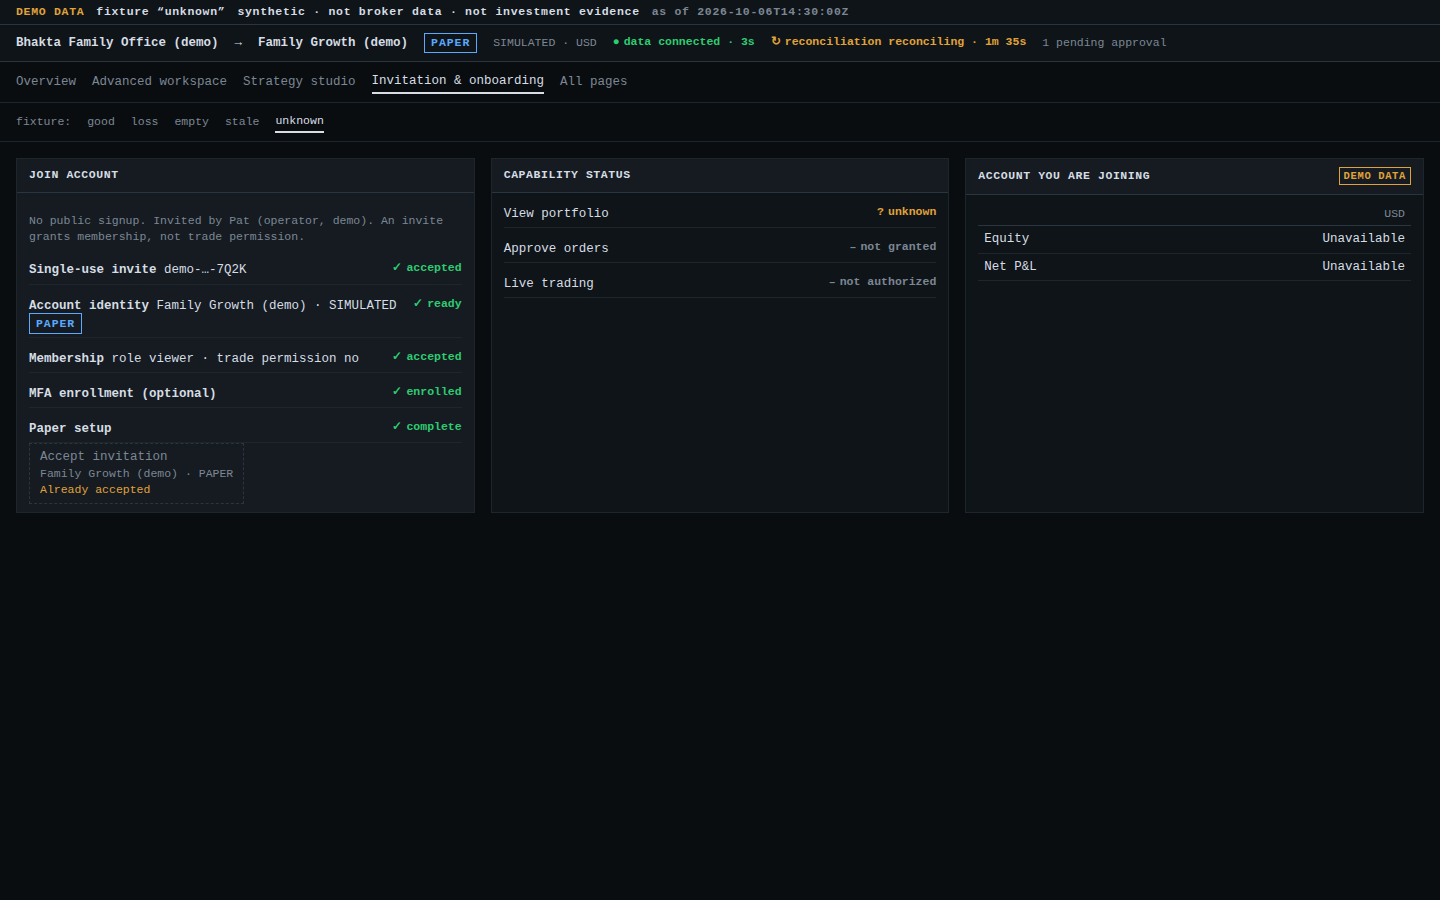 DEMO DATA fixture “unknown” synthetic · not broker data · not investment evidence as of 2026-10-06T14:30:00Z
Bhakta Family Office (demo) → Family Growth (demo) PAPER SIMULATED · USD ● data connected · 3s ↻ reconciliation reconciling · 1m 35s 1 pending approval
Overview Advanced workspace Strategy studio Invitation & onboarding All pages
fixture: good loss empty stale unknown
JOIN ACCOUNT
No public signup. Invited by Pat (operator, demo). An invite
grants membership, not trade permission.
Single-use invite demo-…-7Q2K ✓ accepted
Account identity Family Growth (demo) · SIMULATED ✓ ready
PAPER
Membership role viewer · trade permission no ✓ accepted
MFA enrollment (optional) ✓ enrolled
Paper setup ✓ complete
Accept invitation
Family Growth (demo) · PAPER
Already accepted
CAPABILITY STATUS
View portfolio ? unknown
Approve orders – not granted
Live trading – not authorized
ACCOUNT YOU ARE JOINING DEMO DATA
USD
Equity Unavailable
Net P&L Unavailable